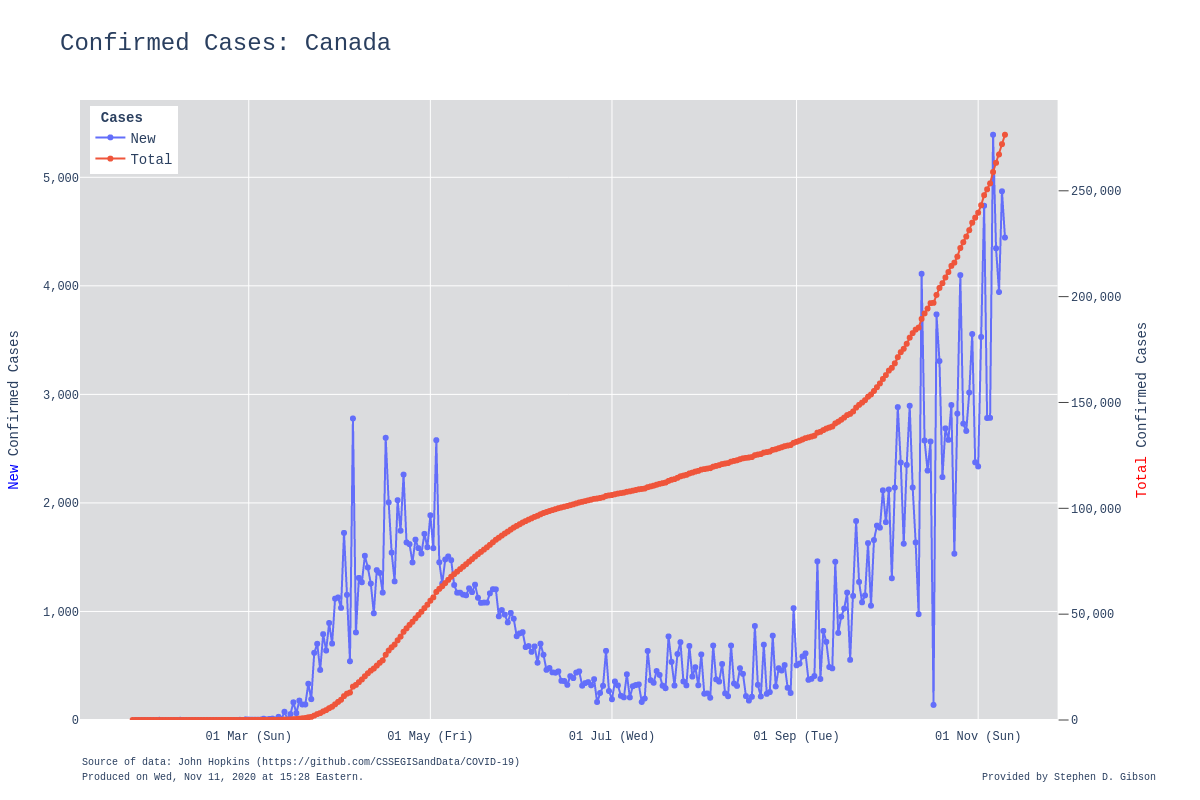 Confirmed Cases: Canada
Cases
New
Total
5,000
4,000
3,000
2,000
1,000
0
250,000
200,000
150,000
100,000
50,000
0
New Confirmed Cases
Total Confirmed Cases
01 Mar (Sun)
01 May (Fri)
01 Jul (Wed)
01 Sep (Tue)
01 Nov (Sun)
Source of data: John Hopkins (https://github.com/CSSEGISandData/COVID-19)
Produced on Wed, Nov 11, 2020 at 15:28 Eastern.
Provided by Stephen D. Gibson